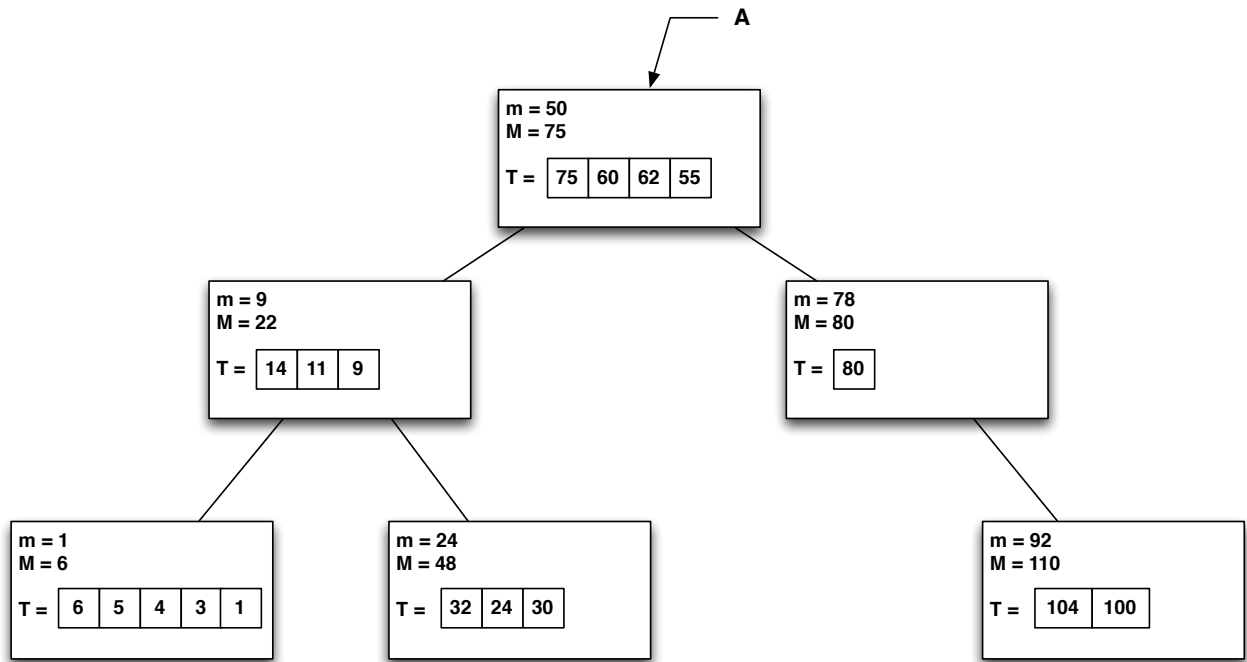 A
m = 50
M = 75
T = 75 60 62 55
m = 9
M = 22
T = 14 11 9
m = 78
M = 80
T = 80
m = 1
M = 6
T = 6 5 4 3 1
m = 24
M = 48
T = 32 24 30
m = 92
M = 110
T = 104 100